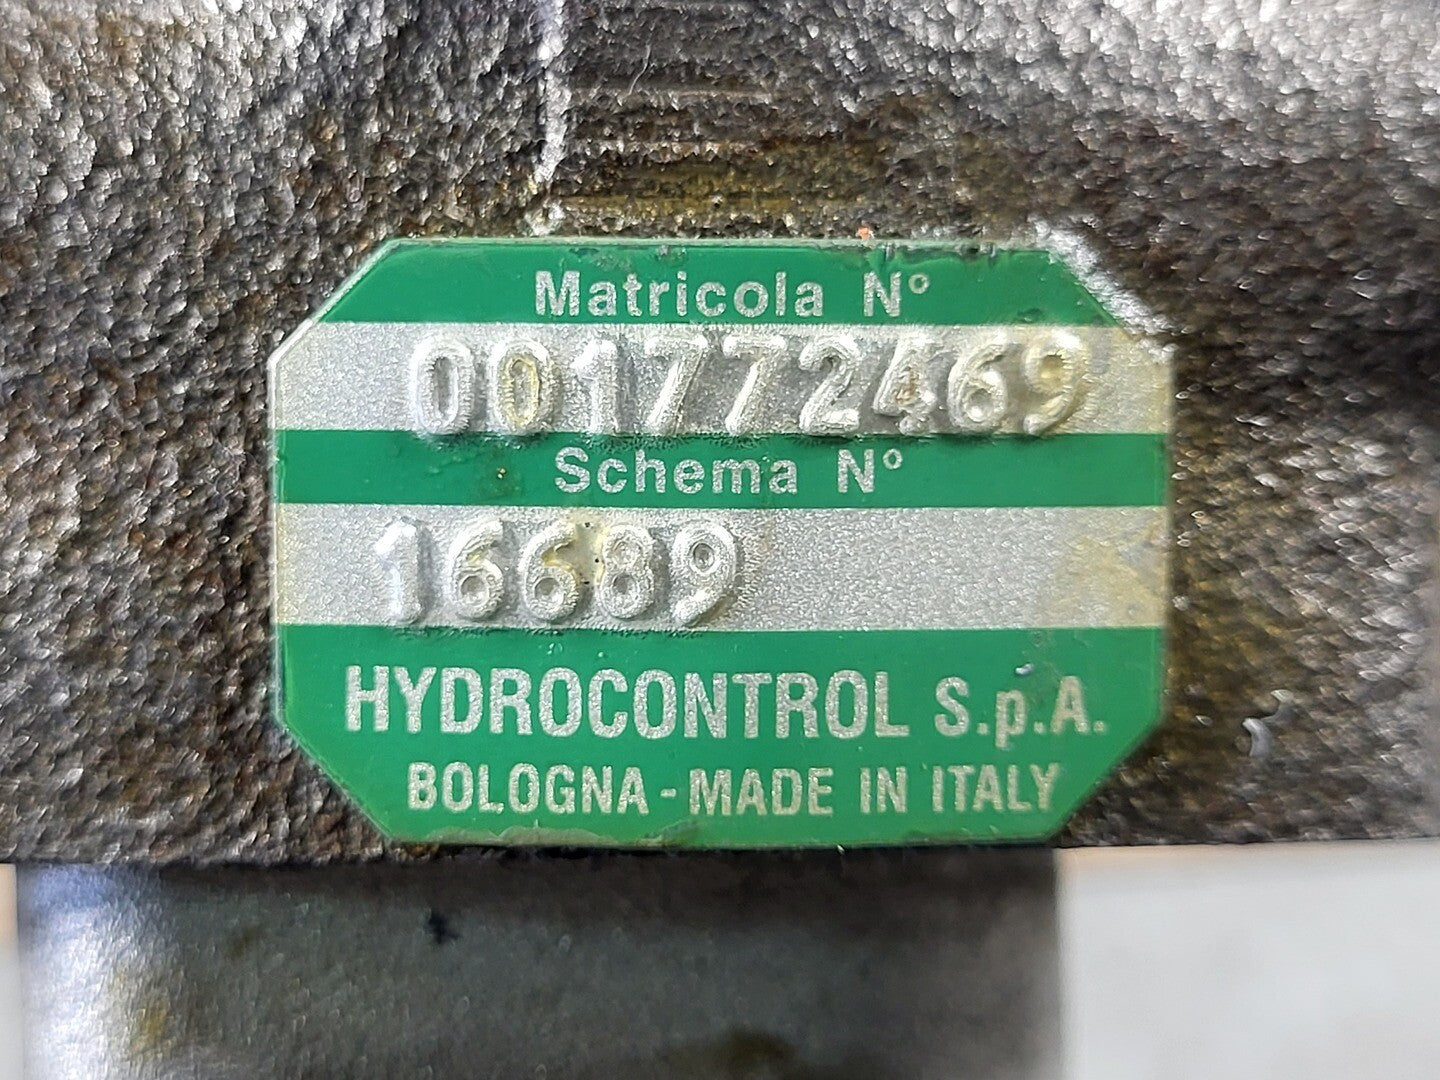 Matricola N°
001772469
Schema N°
16689
HYDROCONTROL S.p.A.
BOLOGNA - MADE IN ITALY